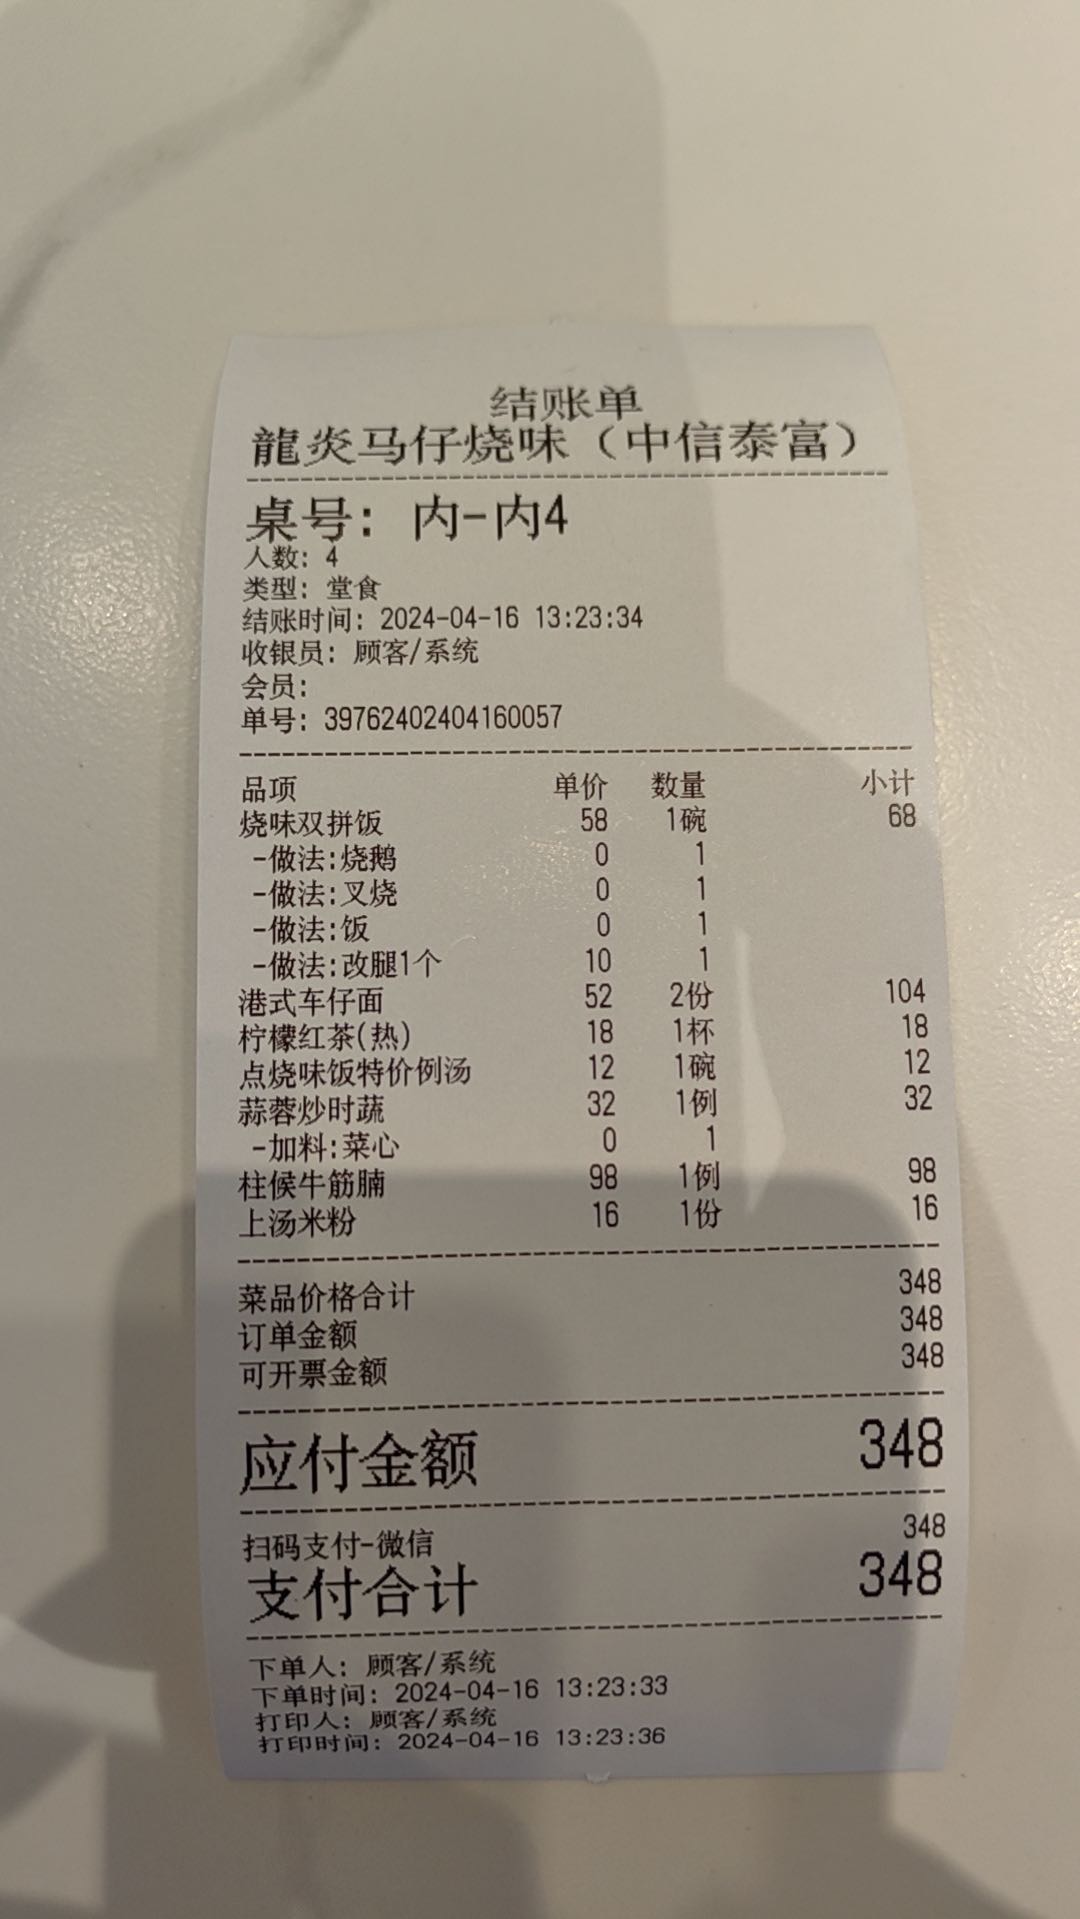 结账单
龍炎马仔烧味（中信泰富）
桌号：内-内4
人数：4
类型：堂食
结账时间：2024-04-16 13:23:34
收银员：顾客/系统
会员：
单号：39762402404160057
品项 单价 数量 小计
烧味双拼饭 58 1碗 68
-做法:烧鹅 0 1
-做法:叉烧 0 1
-做法:饭 0 1
-做法:改腿1个 10 1
港式车仔面 52 2份 104
柠檬红茶(热) 18 1杯 18
点烧味饭特价例汤 12 1碗 12
蒜蓉炒时蔬 32 1例 32
-加料:菜心 0 1
柱候牛筋腩 98 1例 98
上汤米粉 16 1份 16
菜品价格合计 348
订单金额 348
可开票金额 348
应付金额 348
扫码支付-微信 348
支付合计 348
下单人：顾客/系统
下单时间：2024-04-16 13:23:33
打印人：顾客/系统
打印时间：2024-04-16 13:23:36